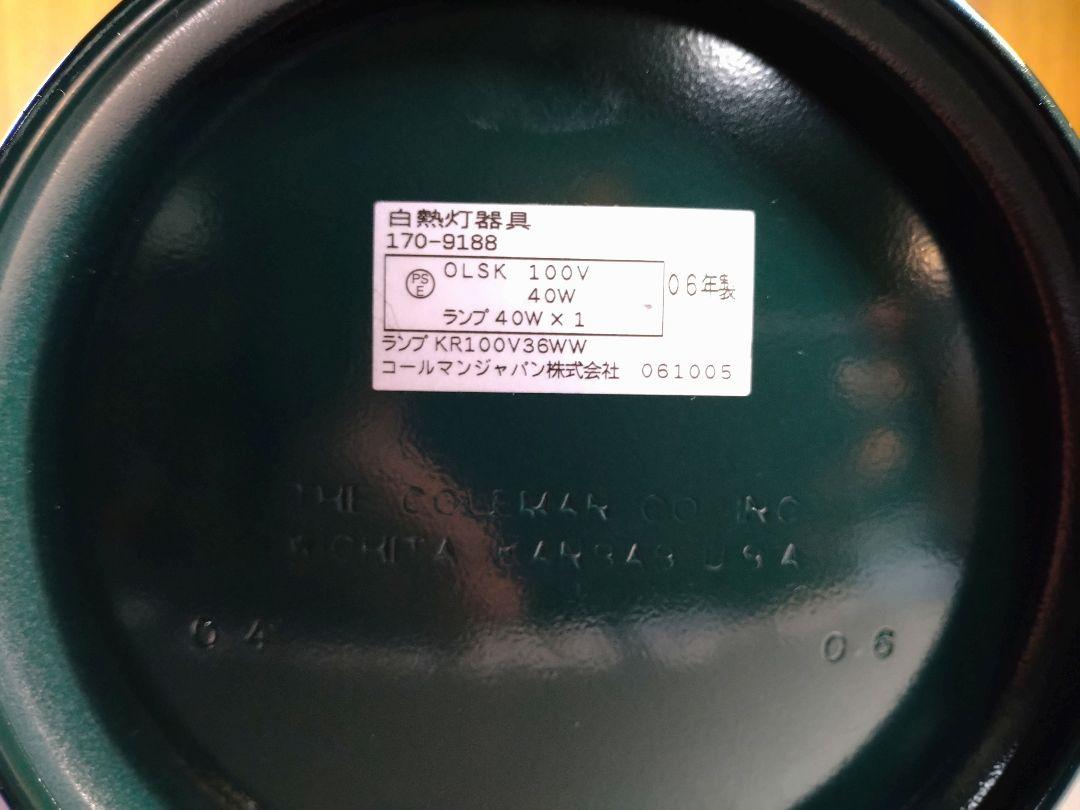 白熱灯器具
170-9188
PS
E
OLSK 100V
40W
06年製
ランプ 40W × 1
ランプ KR100V36WW
コールマンジャパン株式会社 061005
THE COLEMAN CO INC
WICHITA KANSAS USA
04 06